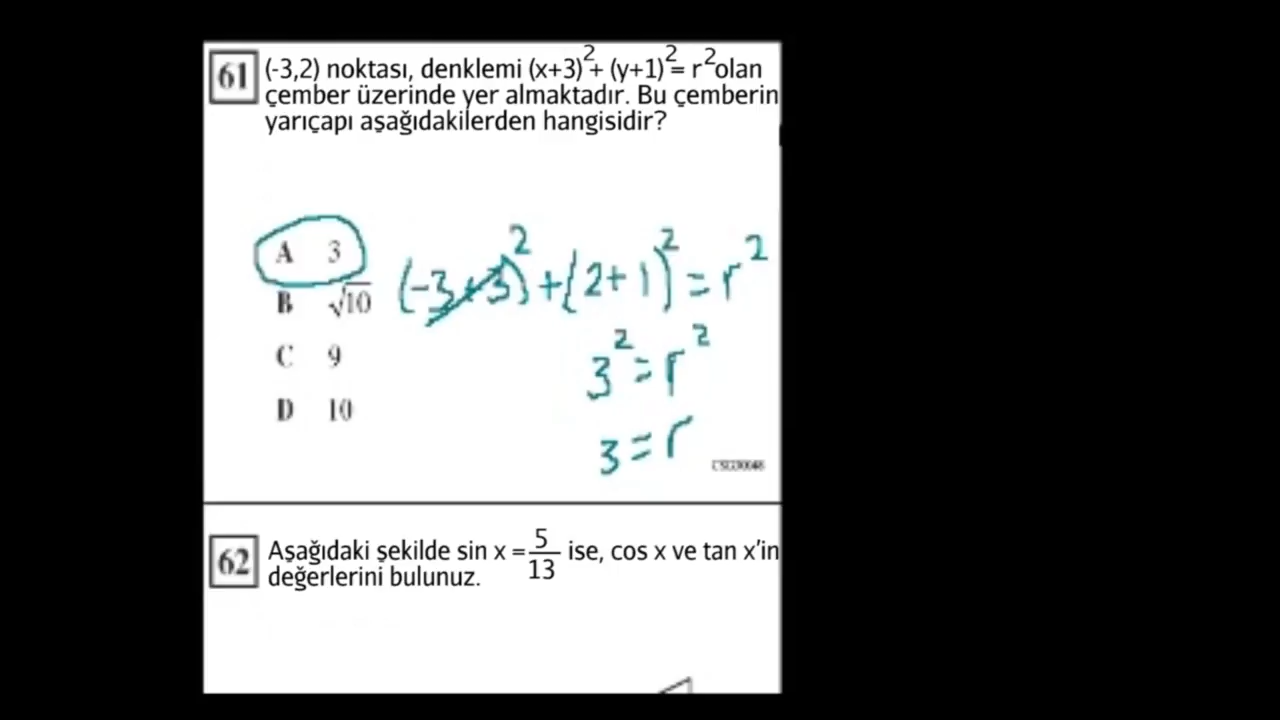 61 (-3,2) noktası, denklemi (x+3)²+ (y+1)²= r² olan
çember üzerinde yer almaktadır. Bu çemberin
yarıçapı aşağıdakilerden hangisidir?
A 3
B √10
C 9
D 10
(-3+3)²+(2+1)²=r²
3²=r²
3=r
62 Aşağıdaki şekilde sin x = 5/13 ise, cos x ve tan x'in
değerlerini bulunuz.